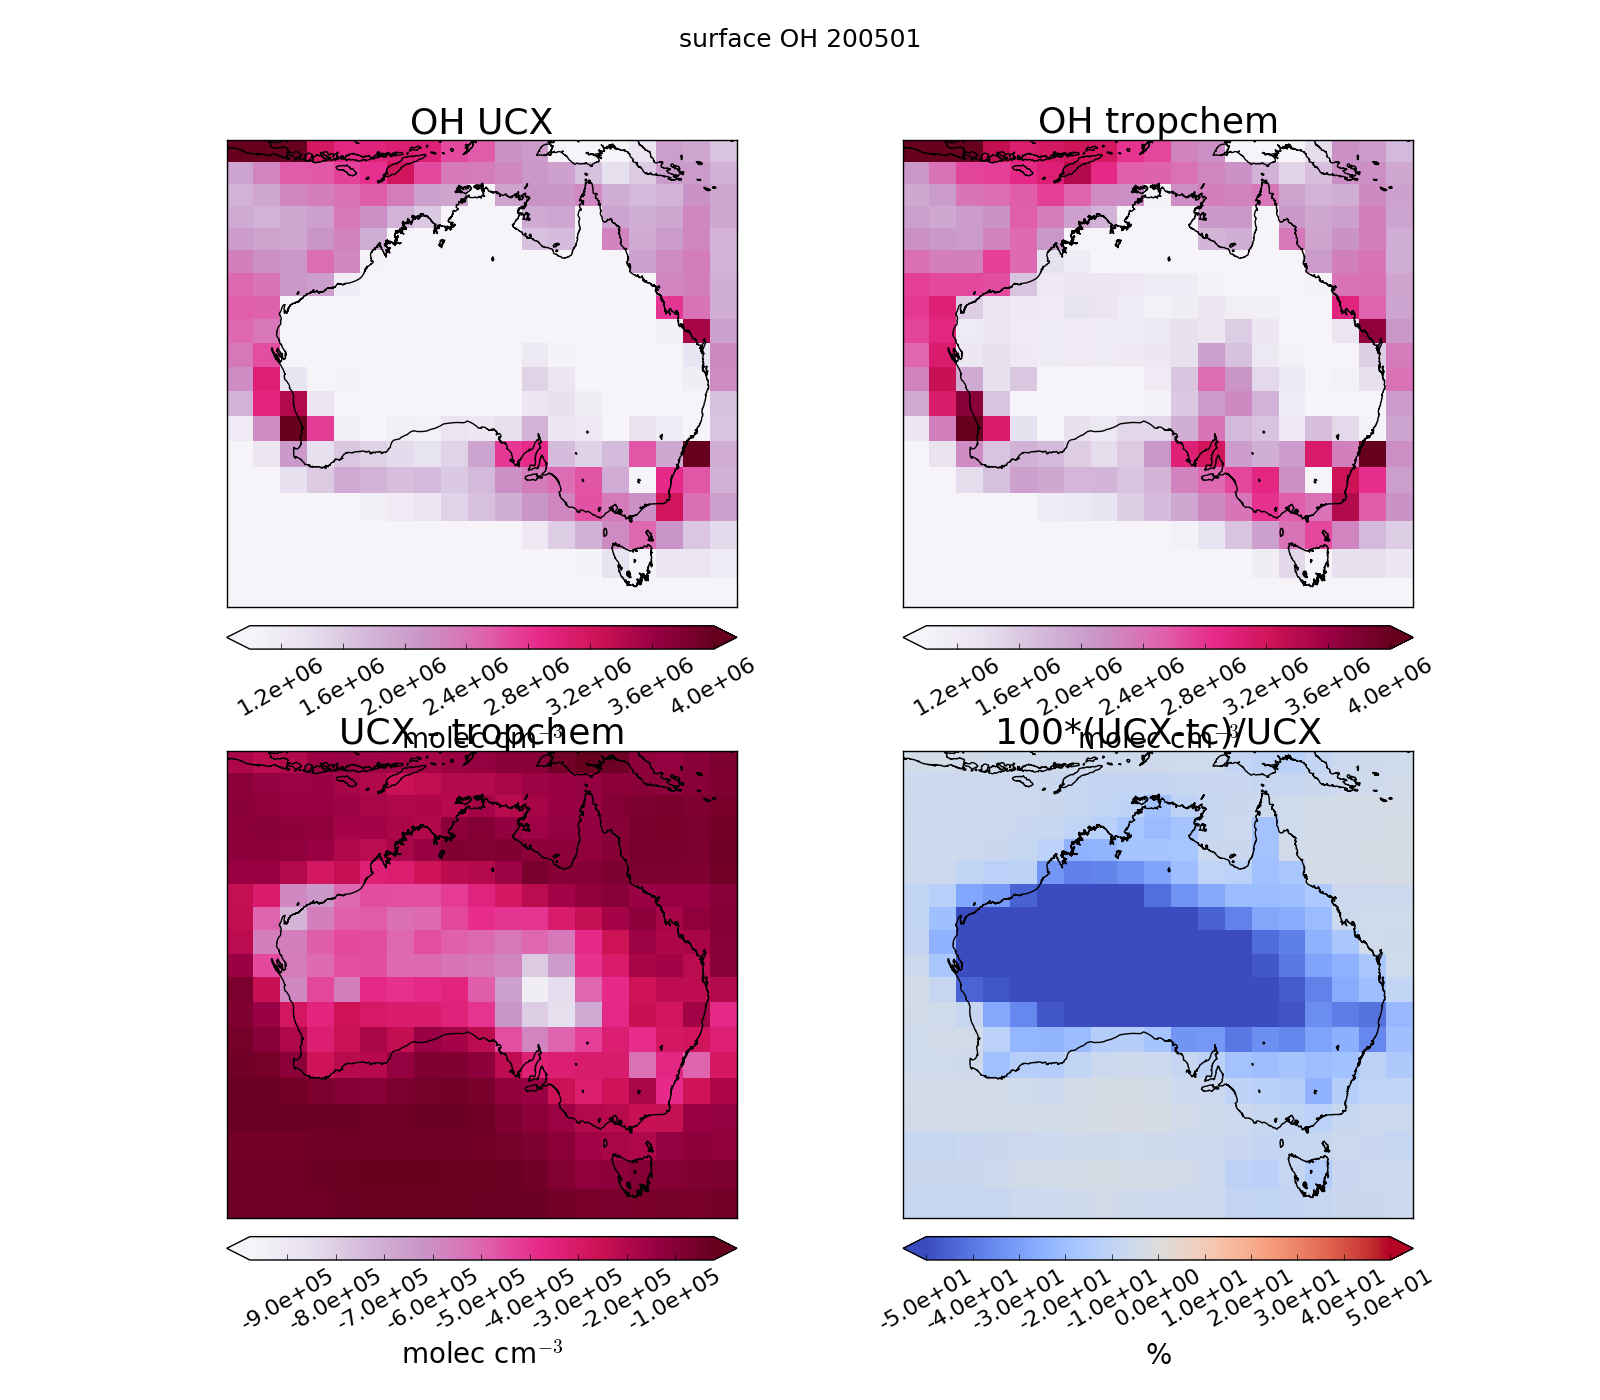 surface OH 200501
OH UCX
OH tropchem
1.2e+06 1.6e+06 2.0e+06 2.4e+06 2.8e+06 3.2e+06 3.6e+06 4.0e+06
1.2e+06 1.6e+06 2.0e+06 2.4e+06 2.8e+06 3.2e+06 3.6e+06 4.0e+06
molec cm⁻³
molec cm⁻³
UCX - tropchem
100*(UCX-tc)/UCX
-9.0e+05 -8.0e+05 -7.0e+05 -6.0e+05 -5.0e+05 -4.0e+05 -3.0e+05 -2.0e+05 -1.0e+05
-5.0e+01 -4.0e+01 -3.0e+01 -2.0e+01 -1.0e+01 0.0e+00 1.0e+01 2.0e+01 3.0e+01 4.0e+01 5.0e+01
molec cm⁻³
%